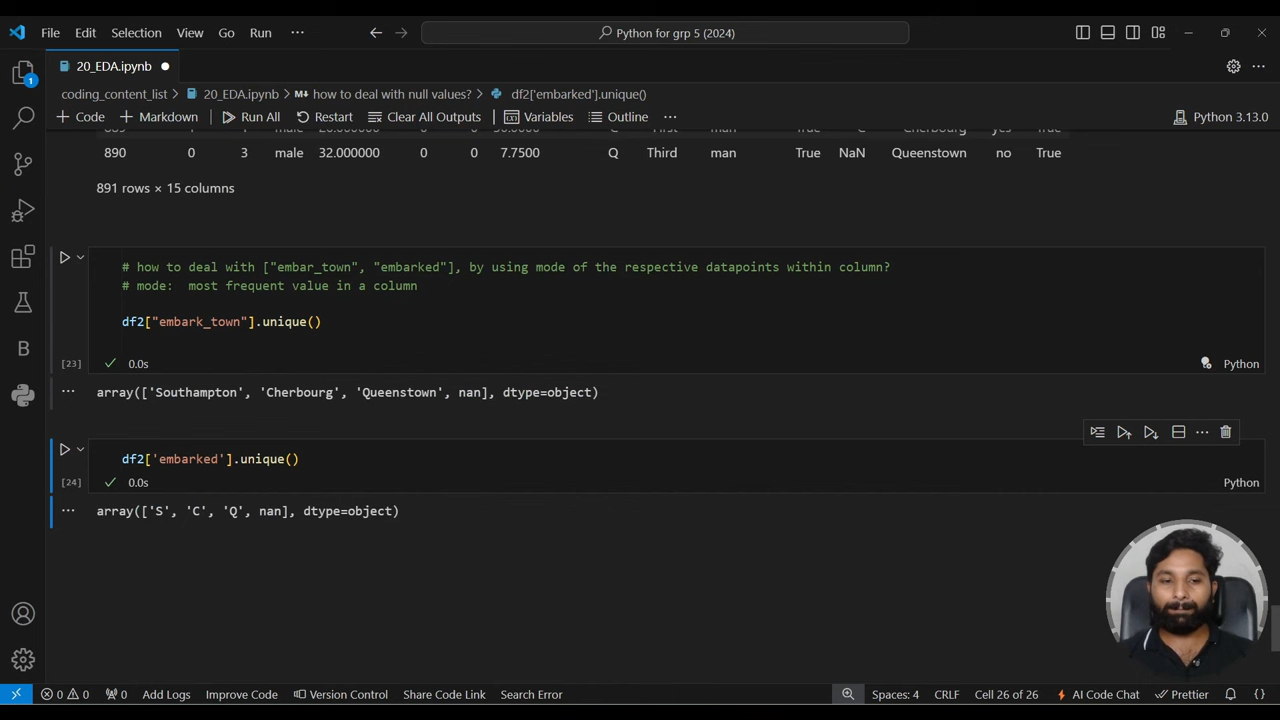 File Edit Selection View Go Run ··· Python for grp 5 (2024)
20_EDA.ipynb
1
coding_content_list > 20_EDA.ipynb > how to deal with null values? > df2['embarked'].unique()
Code Markdown Run All Restart Clear All Outputs Variables Outline ··· Python 3.13.0
890 0 3 male 32.000000 0 0 7.7500 Q Third man True NaN Queenstown no True
891 rows × 15 columns
# how to deal with ["embar_town", "embarked"], by using mode of the respective datapoints within column?
# mode:  most frequent value in a column
df2["embark_town"].unique()
[23] 0.0s Python
array(['Southampton', 'Cherbourg', 'Queenstown', nan], dtype=object)
df2['embarked'].unique()
[24] 0.0s Python
array(['S', 'C', 'Q', nan], dtype=object)
B
0 0 0 Add Logs Improve Code Version Control Share Code Link Search Error Spaces: 4 CRLF Cell 26 of 26 AI Code Chat Prettier